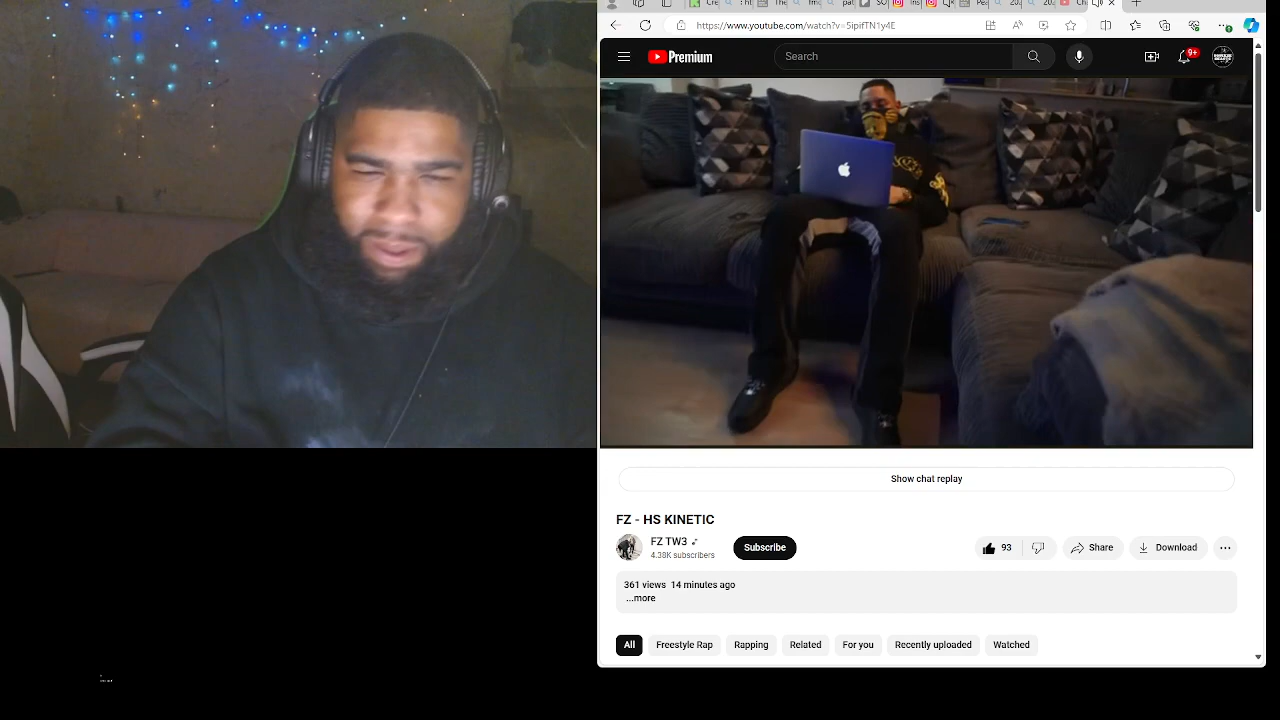 https://www.youtube.com/watch?v=5ipifTN1y4E
Premium
Search
9+
Show chat replay
FZ - HS KINETIC
FZ TW3
4.38K subscribers
Subscribe
93
Share
Download
361 views 14 minutes ago
...more
All
Freestyle Rap
Rapping
Related
For you
Recently uploaded
Watched